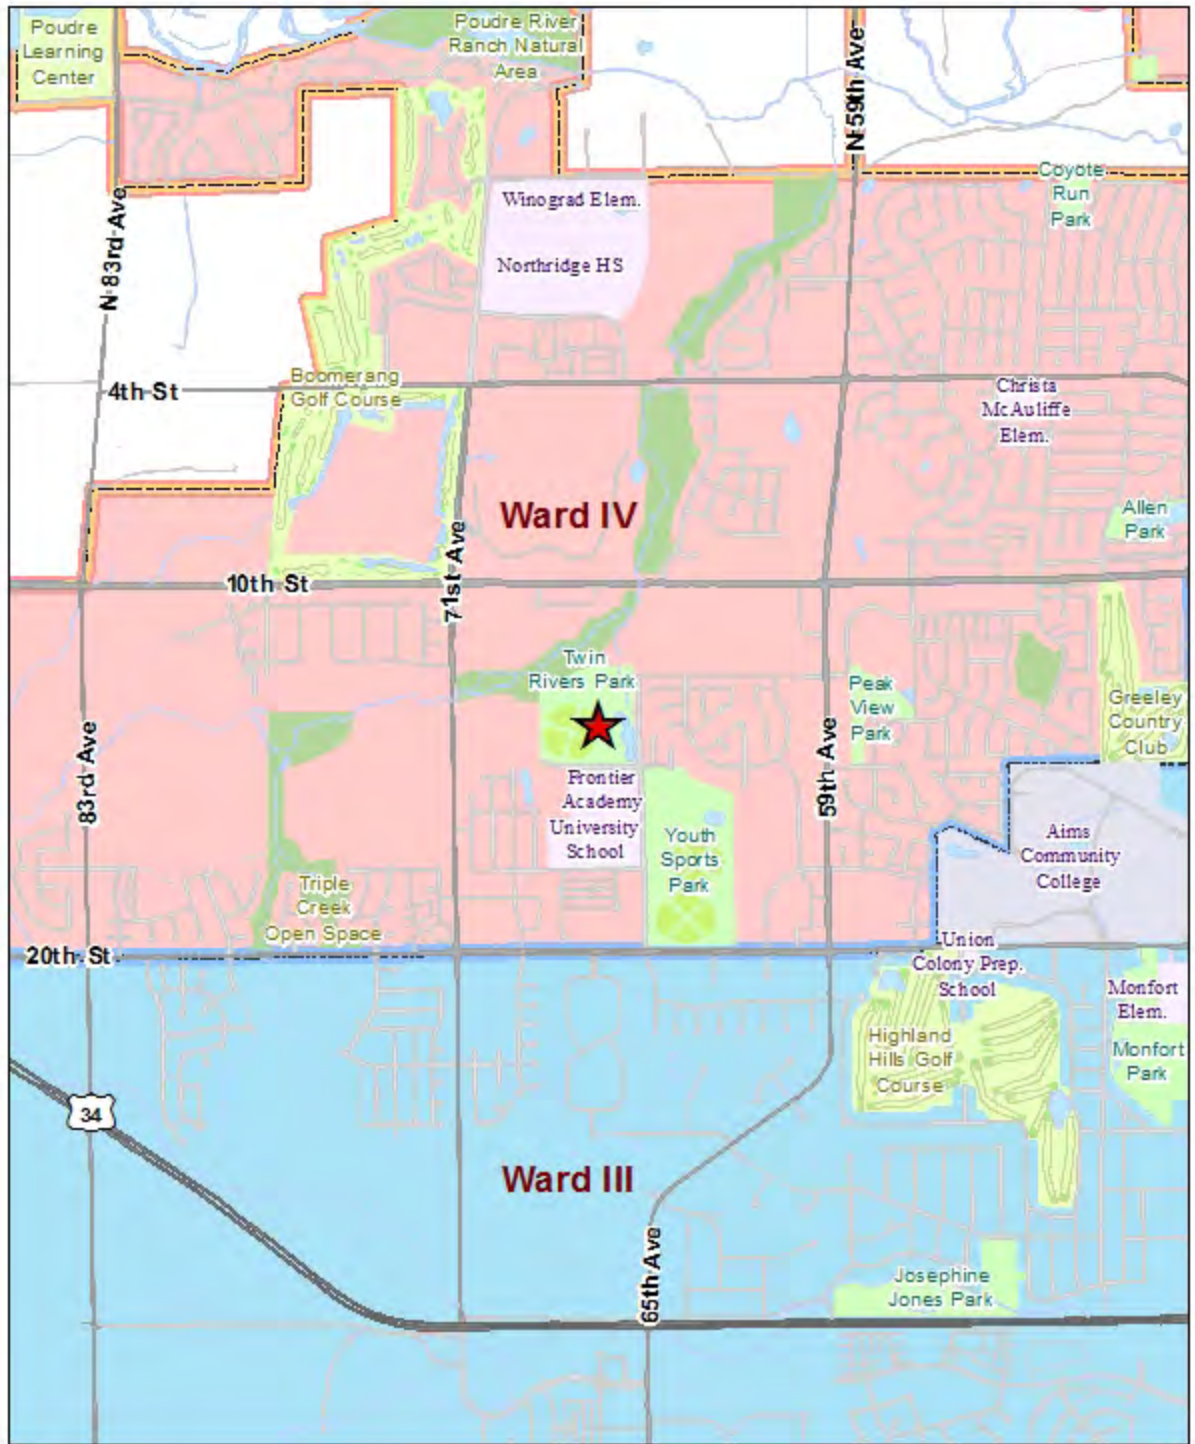 Poudre
Learning
Center
Poudre River
Ranch Natural
Area
N 59th Ave
Coyote
Run
Park
Winograd Elem.
Northridge HS
N 83rd Ave
4th St
Boomerang
Golf Course
Christa
McAuliffe
Elem.
Ward IV
Allen
Park
71st Ave
10th St
Twin
Rivers Park
Peak
View
Park
Greeley
Country
Club
83rd Ave
59th Ave
Frontier
Academy
University
School
Youth
Sports
Park
Aims
Community
College
Triple
Creek
Open Space
20th St
Union
Colony Prep.
School
Monfort
Elem.
Highland
Hills Golf
Course
Monfort
Park
34
Ward III
65th Ave
Josephine
Jones Park